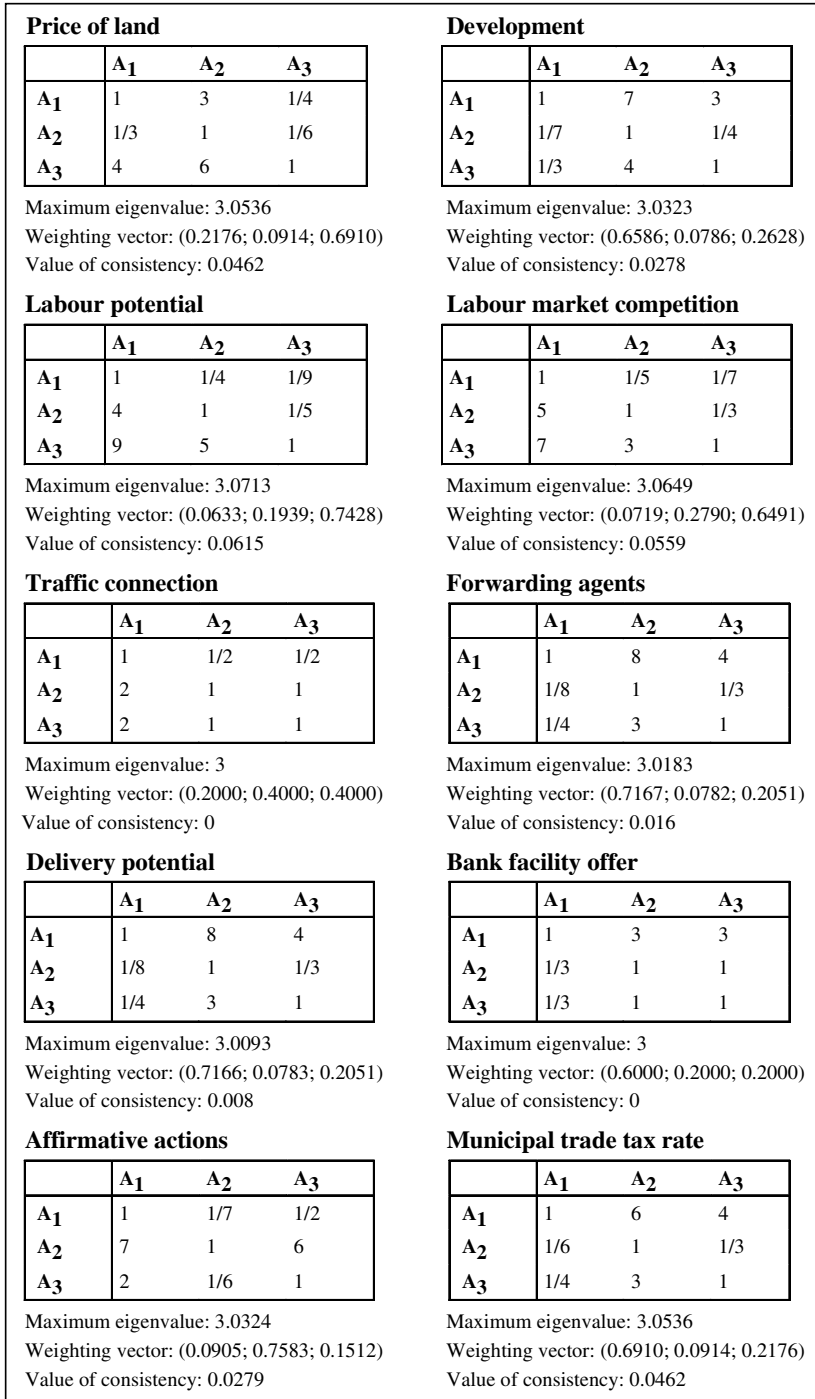 Price of land
A1 A2 A3
A1 1 3 1/4
A2 1/3 1 1/6
A3 4 6 1
Maximum eigenvalue: 3.0536
Weighting vector: (0.2176; 0.0914; 0.6910)
Value of consistency: 0.0462
Development
A1 A2 A3
A1 1 7 3
A2 1/7 1 1/4
A3 1/3 4 1
Maximum eigenvalue: 3.0323
Weighting vector: (0.6586; 0.0786; 0.2628)
Value of consistency: 0.0278
Labour potential
A1 A2 A3
A1 1 1/4 1/9
A2 4 1 1/5
A3 9 5 1
Maximum eigenvalue: 3.0713
Weighting vector: (0.0633; 0.1939; 0.7428)
Value of consistency: 0.0615
Labour market competition
A1 A2 A3
A1 1 1/5 1/7
A2 5 1 1/3
A3 7 3 1
Maximum eigenvalue: 3.0649
Weighting vector: (0.0719; 0.2790; 0.6491)
Value of consistency: 0.0559
Traffic connection
A1 A2 A3
A1 1 1/2 1/2
A2 2 1 1
A3 2 1 1
Maximum eigenvalue: 3
Weighting vector: (0.2000; 0.4000; 0.4000)
Value of consistency: 0
Forwarding agents
A1 A2 A3
A1 1 8 4
A2 1/8 1 1/3
A3 1/4 3 1
Maximum eigenvalue: 3.0183
Weighting vector: (0.7167; 0.0782; 0.2051)
Value of consistency: 0.016
Delivery potential
A1 A2 A3
A1 1 8 4
A2 1/8 1 1/3
A3 1/4 3 1
Maximum eigenvalue: 3.0093
Weighting vector: (0.7166; 0.0783; 0.2051)
Value of consistency: 0.008
Bank facility offer
A1 A2 A3
A1 1 3 3
A2 1/3 1 1
A3 1/3 1 1
Maximum eigenvalue: 3
Weighting vector: (0.6000; 0.2000; 0.2000)
Value of consistency: 0
Affirmative actions
A1 A2 A3
A1 1 1/7 1/2
A2 7 1 6
A3 2 1/6 1
Maximum eigenvalue: 3.0324
Weighting vector: (0.0905; 0.7583; 0.1512)
Value of consistency: 0.0279
Municipal trade tax rate
A1 A2 A3
A1 1 6 4
A2 1/6 1 1/3
A3 1/4 3 1
Maximum eigenvalue: 3.0536
Weighting vector: (0.6910; 0.0914; 0.2176)
Value of consistency: 0.0462